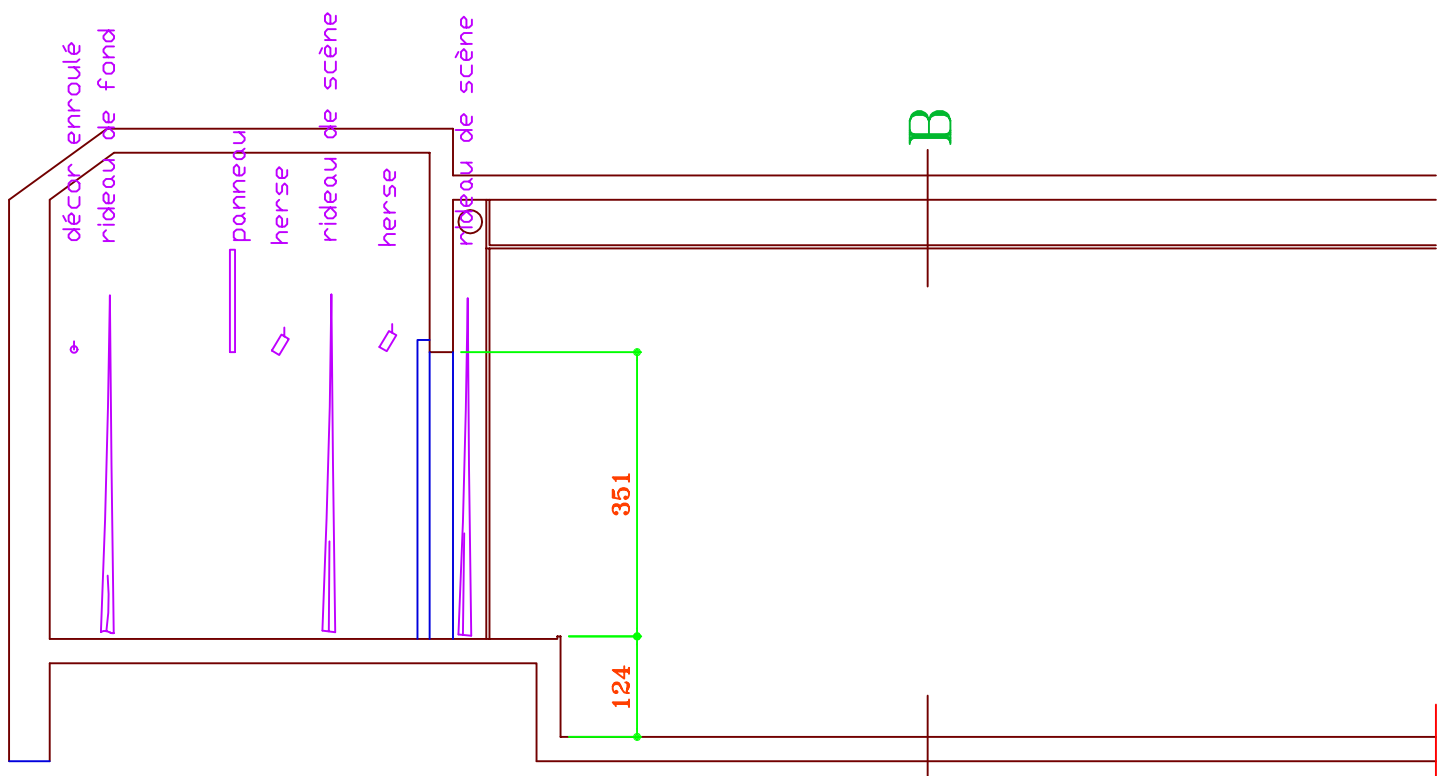 décor enroulé
rideau de fond
panneau
herse
rideau de scène
herse
rideau de scène
B
351
124